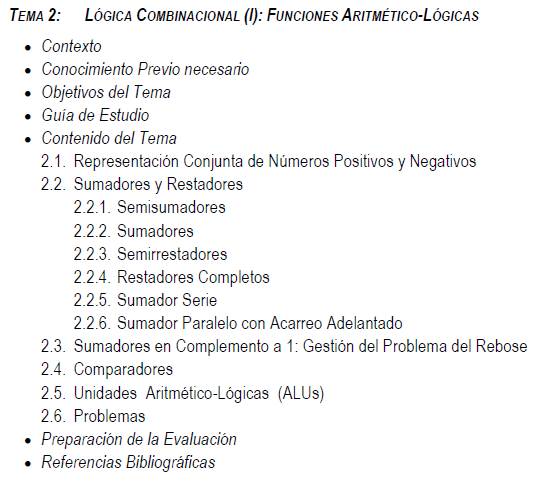 TEMA 2: LÓGICA COMBINACIONAL (I): FUNCIONES ARITMÉTICO-LÓGICAS
• Contexto
• Conocimiento Previo necesario
• Objetivos del Tema
• Guía de Estudio
• Contenido del Tema
2.1. Representación Conjunta de Números Positivos y Negativos
2.2. Sumadores y Restadores
2.2.1. Semisumadores
2.2.2. Sumadores
2.2.3. Semirrestadores
2.2.4. Restadores Completos
2.2.5. Sumador Serie
2.2.6. Sumador Paralelo con Acarreo Adelantado
2.3. Sumadores en Complemento a 1: Gestión del Problema del Rebose
2.4. Comparadores
2.5. Unidades Aritmético-Lógicas (ALUs)
2.6. Problemas
• Preparación de la Evaluación
• Referencias Bibliográficas